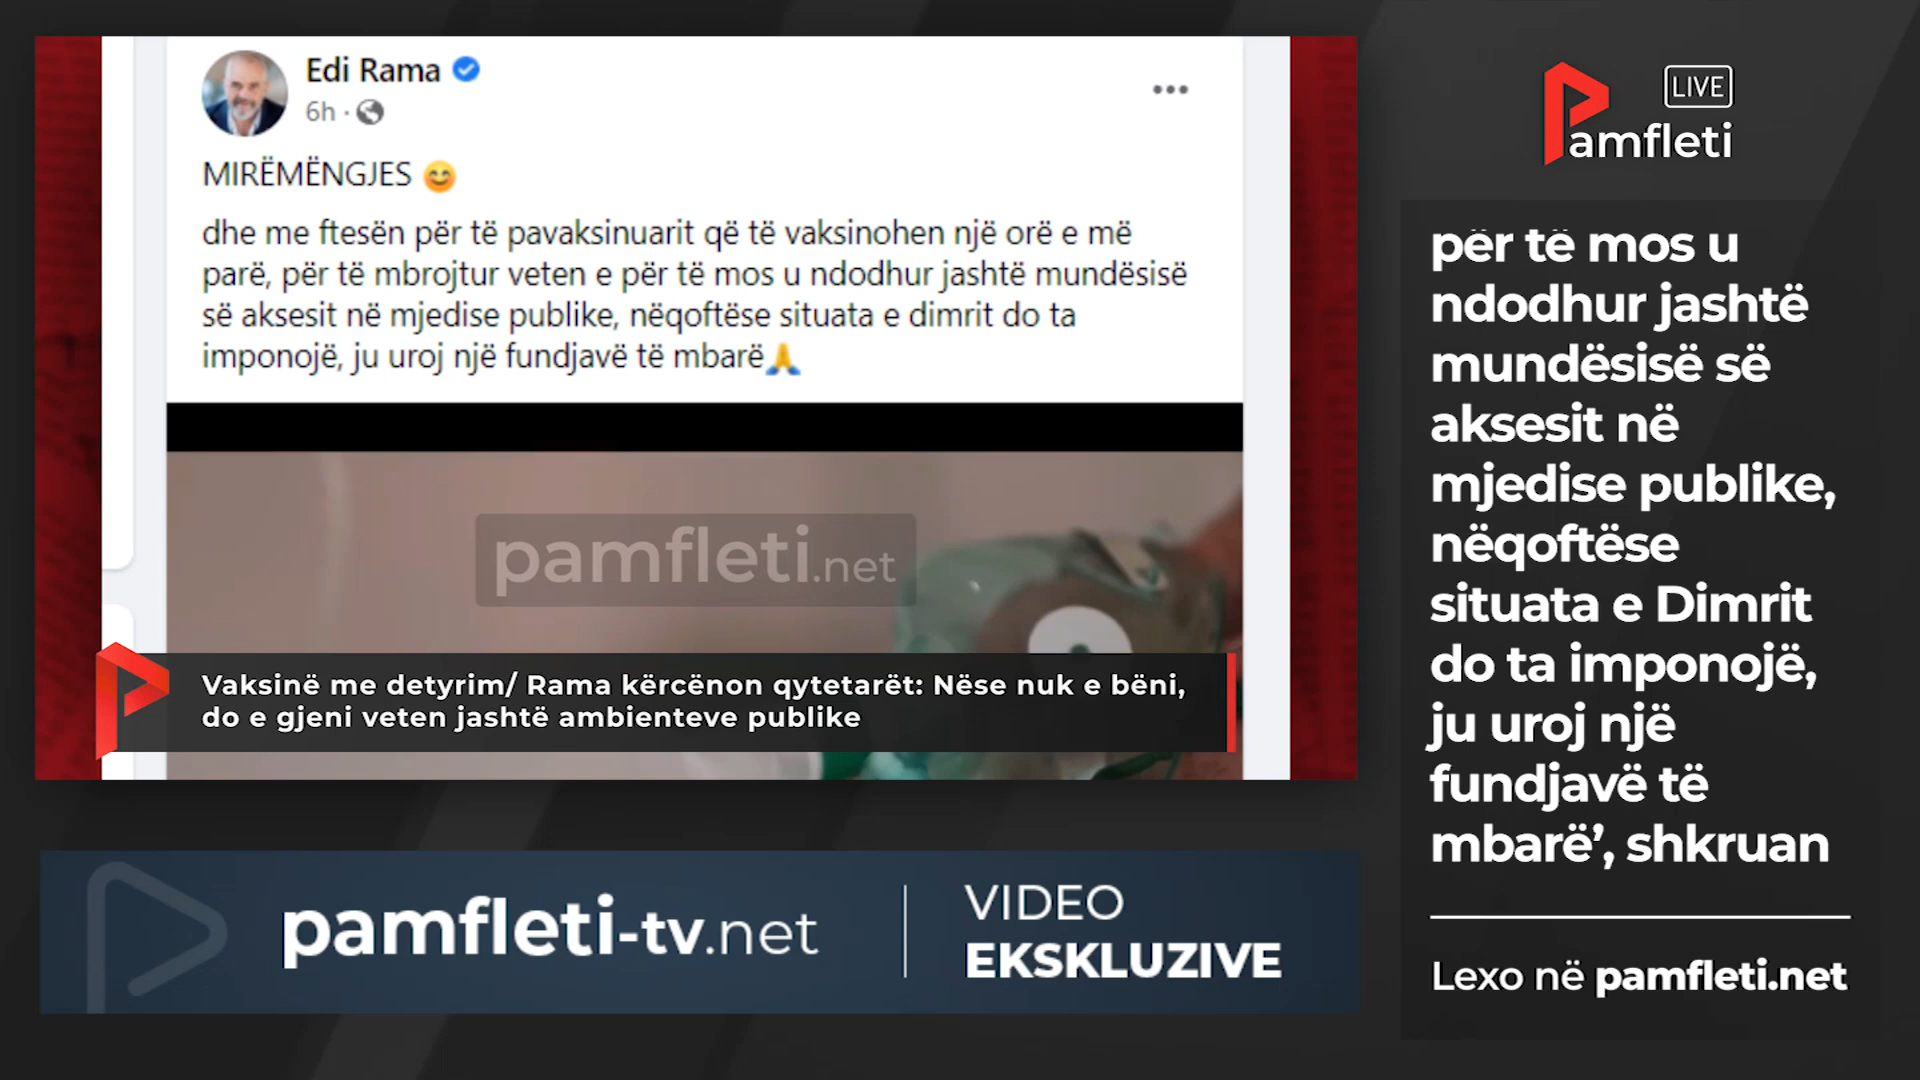 Edi Rama
6h ·
MIRËMËNGJES 😊
dhe me ftesën për të pavaksinuarit që të vaksinohen një orë e më
parë, për të mbrojtur veten e për të mos u ndodhur jashtë mundësisë
së aksesit në mjedise publike, nëqoftëse situata e dimrit do ta
imponojë, ju uroj një fundjavë të mbarë🙏
pamfleti.net
Vaksinë me detyrim/ Rama kërcënon qytetarët: Nëse nuk e bëni,
do e gjeni veten jashtë ambienteve publike
pamfleti-tv.net
VIDEO
EKSKLUZIVE
LIVE
Pamfleti
për të mos u
ndodhur jashtë
mundësisë së
aksesit në
mjedise publike,
nëqoftëse
situata e Dimrit
do ta imponojë,
ju uroj një
fundjavë të
mbarë’, shkruan
Lexo në pamfleti.net